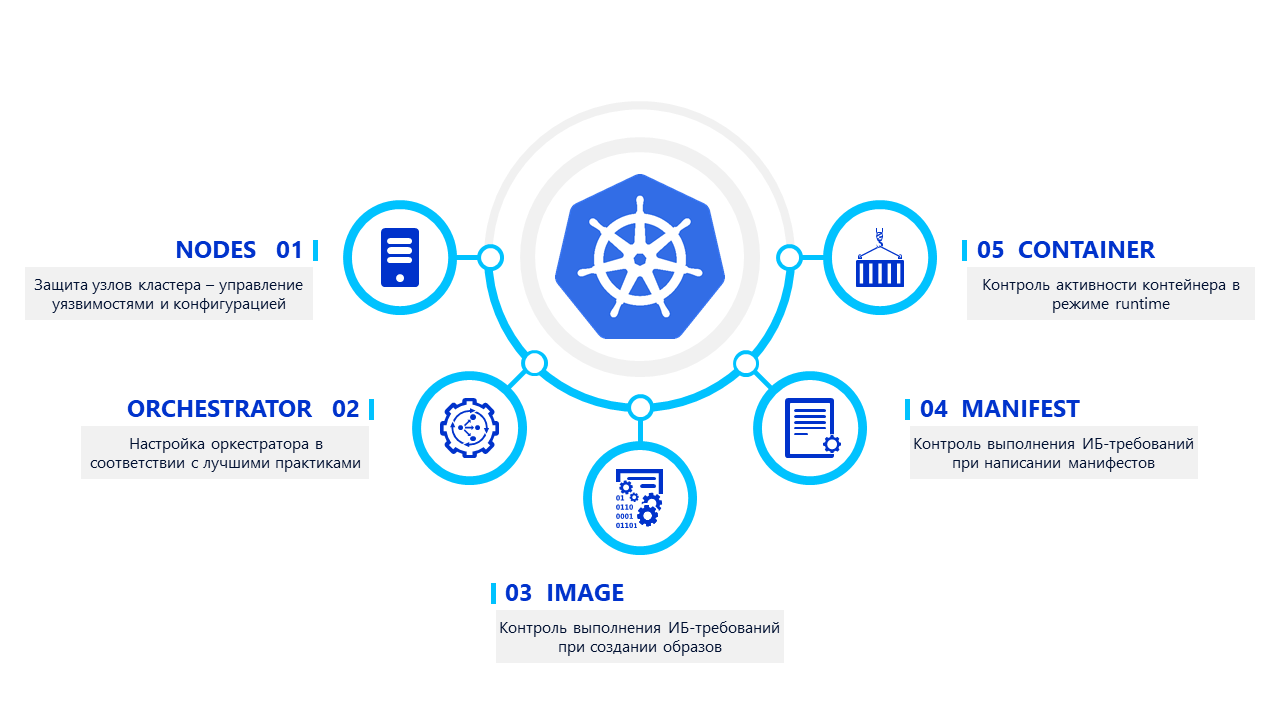 NODES 01
Защита узлов кластера – управление
уязвимостями и конфигурацией
ORCHESTRATOR 02
Настройка оркестратора в
соответствии с лучшими практиками
01
0110
0001
01101
03 IMAGE
Контроль выполнения ИБ-требований
при создании образов
04 MANIFEST
Контроль выполнения ИБ-требований
при написании манифестов
05 CONTAINER
Контроль активности контейнера в
режиме runtime